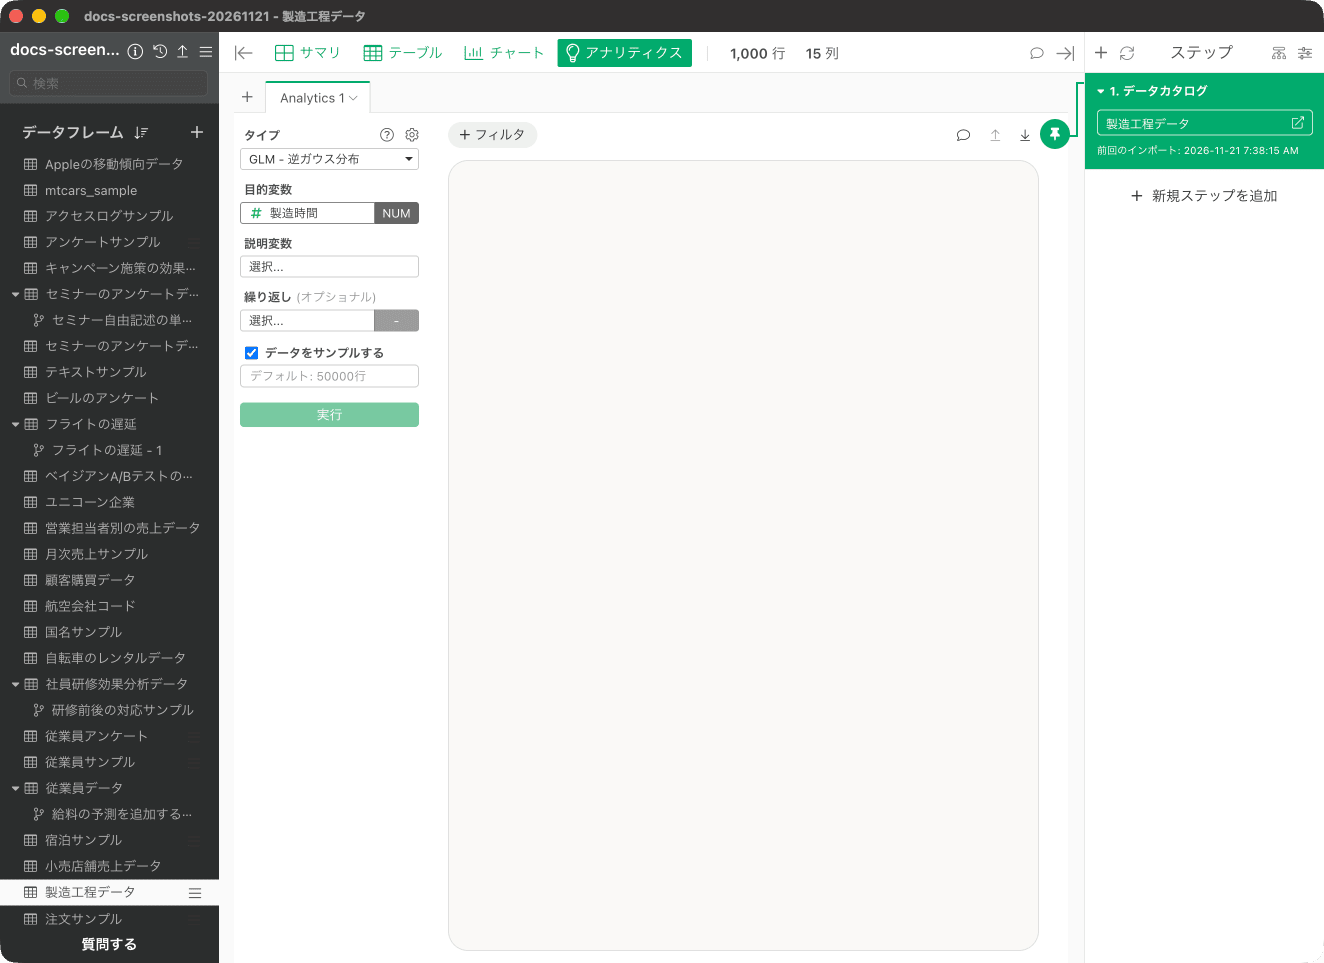 docs-screenshots-20261121 - 製造工程データ
docs-screen...
検索
データフレーム
Appleの移動傾向データ
mtcars_sample
アクセスログサンプル
アンケートサンプル
キャンペーン施策の効果…
セミナーのアンケートデ…
セミナー自由記述の単…
セミナーのアンケートデ…
テキストサンプル
ビールのアンケート
フライトの遅延
フライトの遅延 - 1
ベイジアンA/Bテストの…
ユニコーン企業
営業担当者別の売上データ
月次売上サンプル
顧客購買データ
航空会社コード
国名サンプル
自転車のレンタルデータ
社員研修効果分析データ
研修前後の対応サンプル
従業員アンケート
従業員サンプル
従業員データ
給料の予測を追加する…
宿泊サンプル
小売店舗売上データ
製造工程データ
注文サンプル
質問する
サマリ テーブル チャート アナリティクス 1,000 行 15 列
Analytics 1
タイプ
GLM - 逆ガウス分布
目的変数
# 製造時間 NUM
説明変数
選択...
繰り返し (オプショナル)
選択... -
データをサンプルする
デフォルト: 50000行
実行
+ フィルタ
ステップ
1. データカタログ
製造工程データ
前回のインポート: 2026-11-21 7:38:15 AM
+ 新規ステップを追加